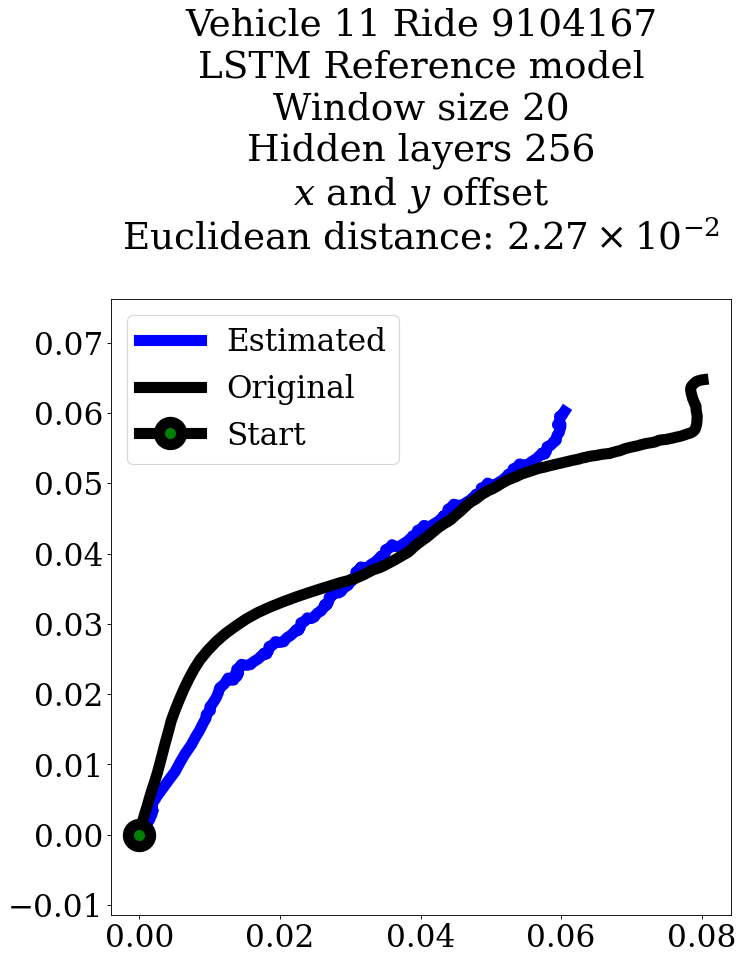 Vehicle 11 Ride 9104167
LSTM Reference model
Window size 20
Hidden layers 256
x and y offset
Euclidean distance: 2.27 × 10⁻²
Estimated
Original
Start
0.07
0.06
0.05
0.04
0.03
0.02
0.01
0.00
−0.01
0.00 0.02 0.04 0.06 0.08